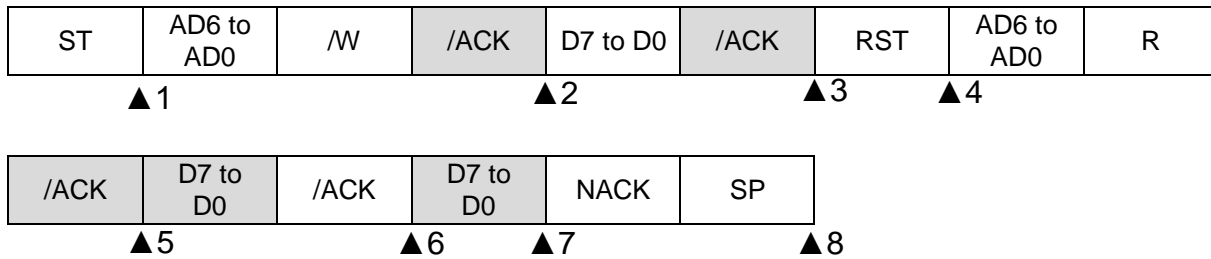 ST AD6 to AD0 /W /ACK D7 to D0 /ACK RST AD6 to AD0 R
▲1 ▲2 ▲3 ▲4
/ACK D7 to D0 /ACK D7 to D0 NACK SP
▲5 ▲6 ▲7 ▲8